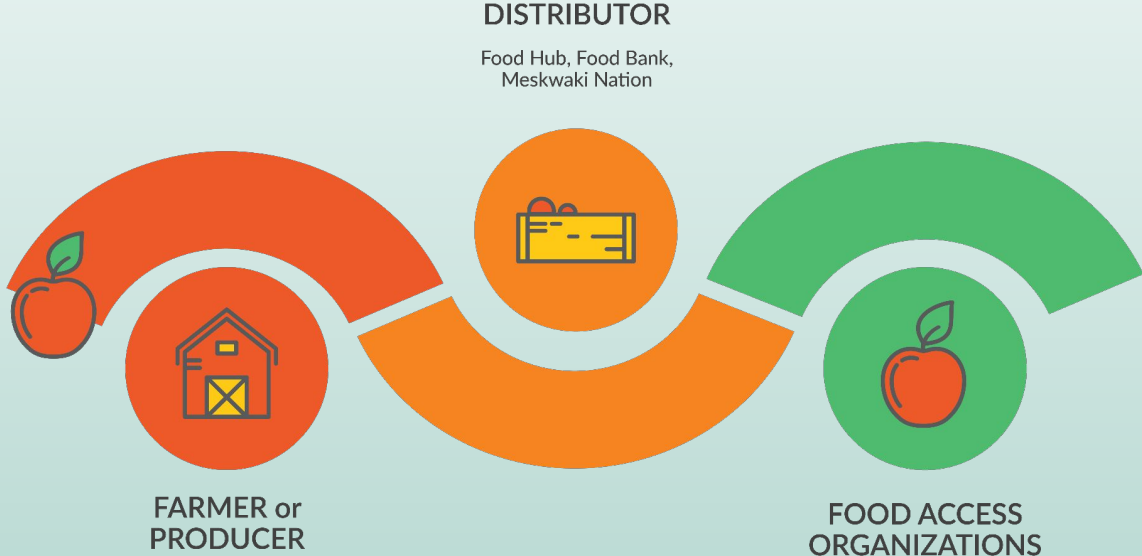 DISTRIBUTOR
Food Hub, Food Bank,
Meskwaki Nation
FARMER or
PRODUCER
FOOD ACCESS
ORGANIZATIONS